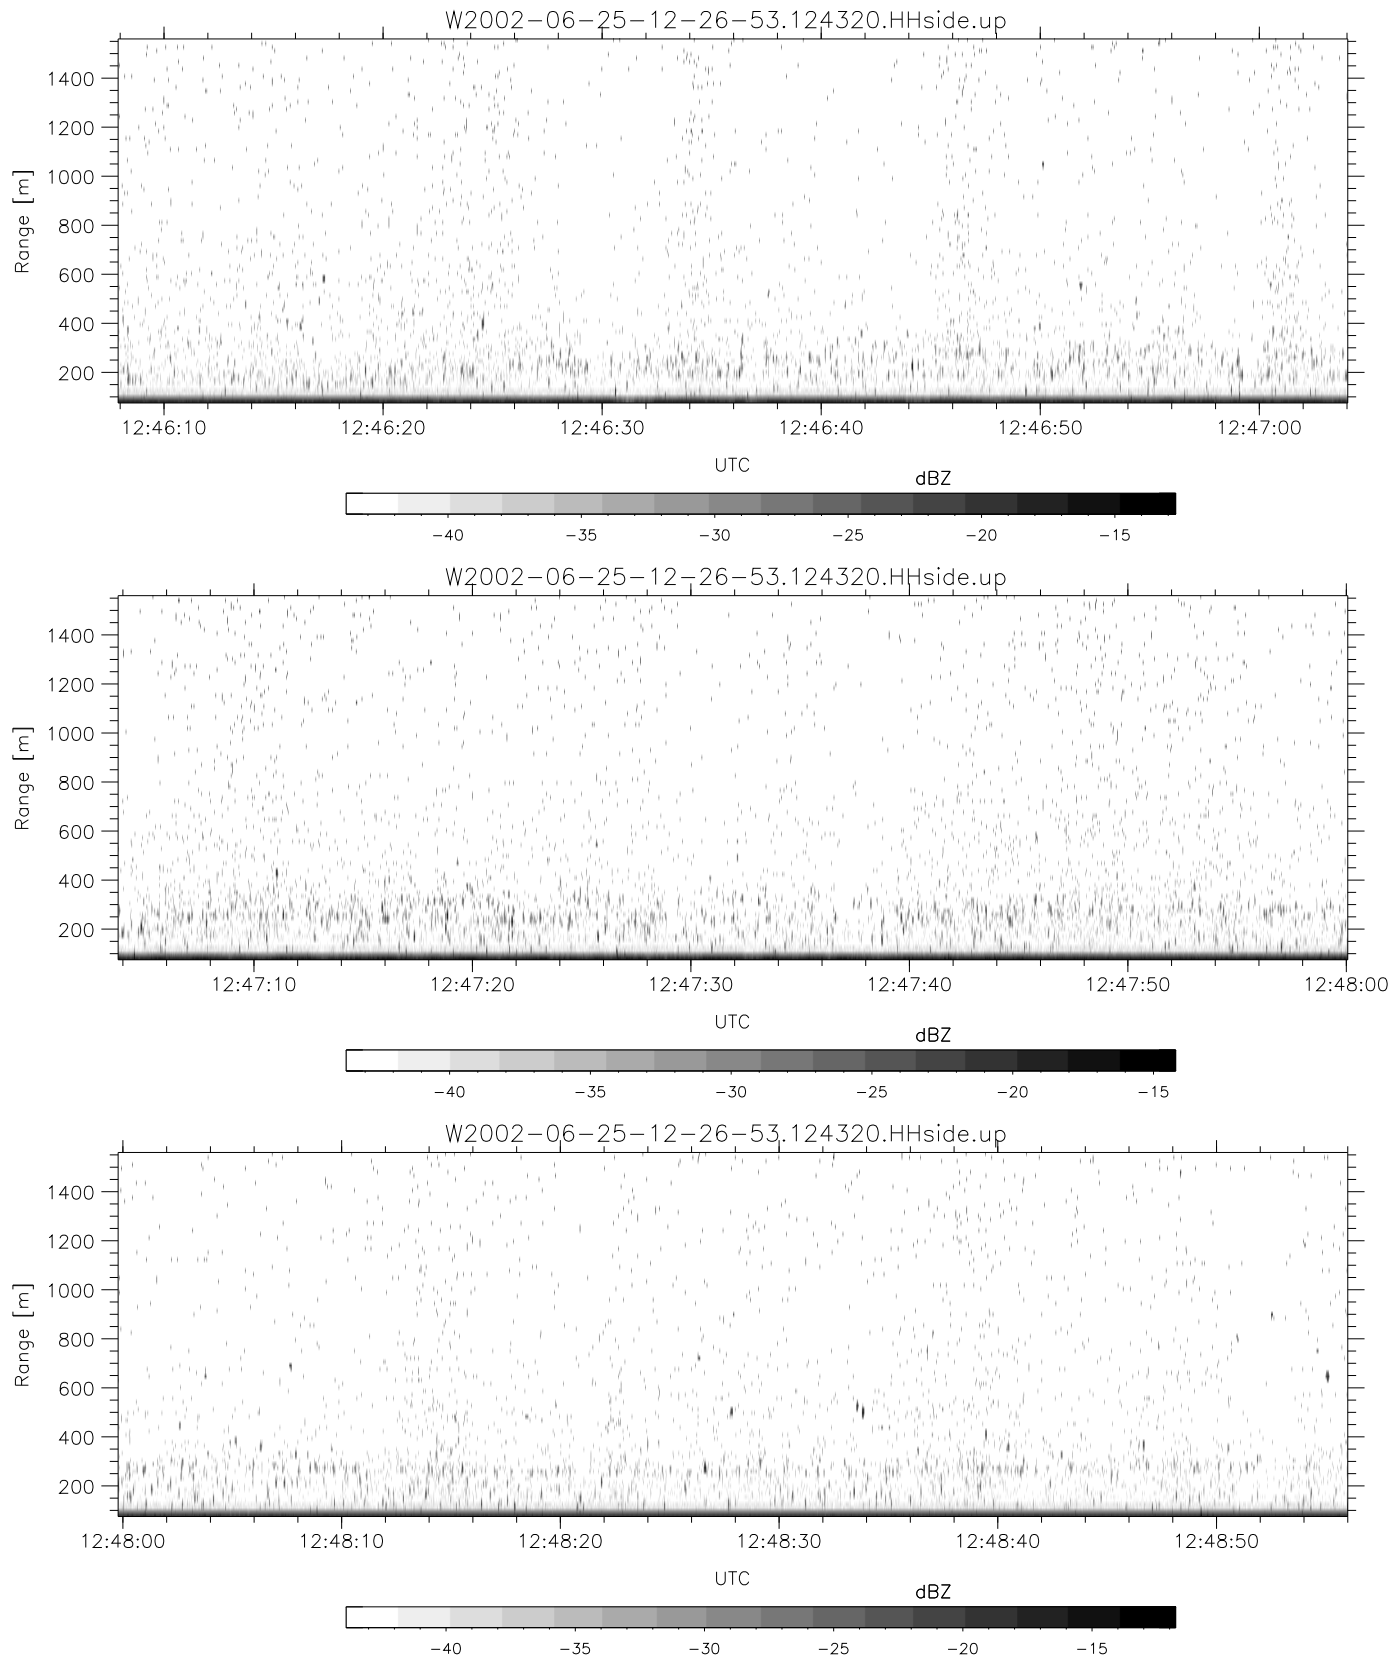 W2002-06-25-12-26-53.124320.HHside.up
1400
1200
1000
800
600
400
200
Range [m]
12:46:10 12:46:20 12:46:30 12:46:40 12:46:50 12:47:00
UTC
dBZ
-40 -35 -30 -25 -20 -15
W2002-06-25-12-26-53.124320.HHside.up
1400
1200
1000
800
600
400
200
Range [m]
12:47:10 12:47:20 12:47:30 12:47:40 12:47:50 12:48:00
UTC
dBZ
-40 -35 -30 -25 -20 -15
W2002-06-25-12-26-53.124320.HHside.up
1400
1200
1000
800
600
400
200
Range [m]
12:48:00 12:48:10 12:48:20 12:48:30 12:48:40 12:48:50
UTC
dBZ
-40 -35 -30 -25 -20 -15